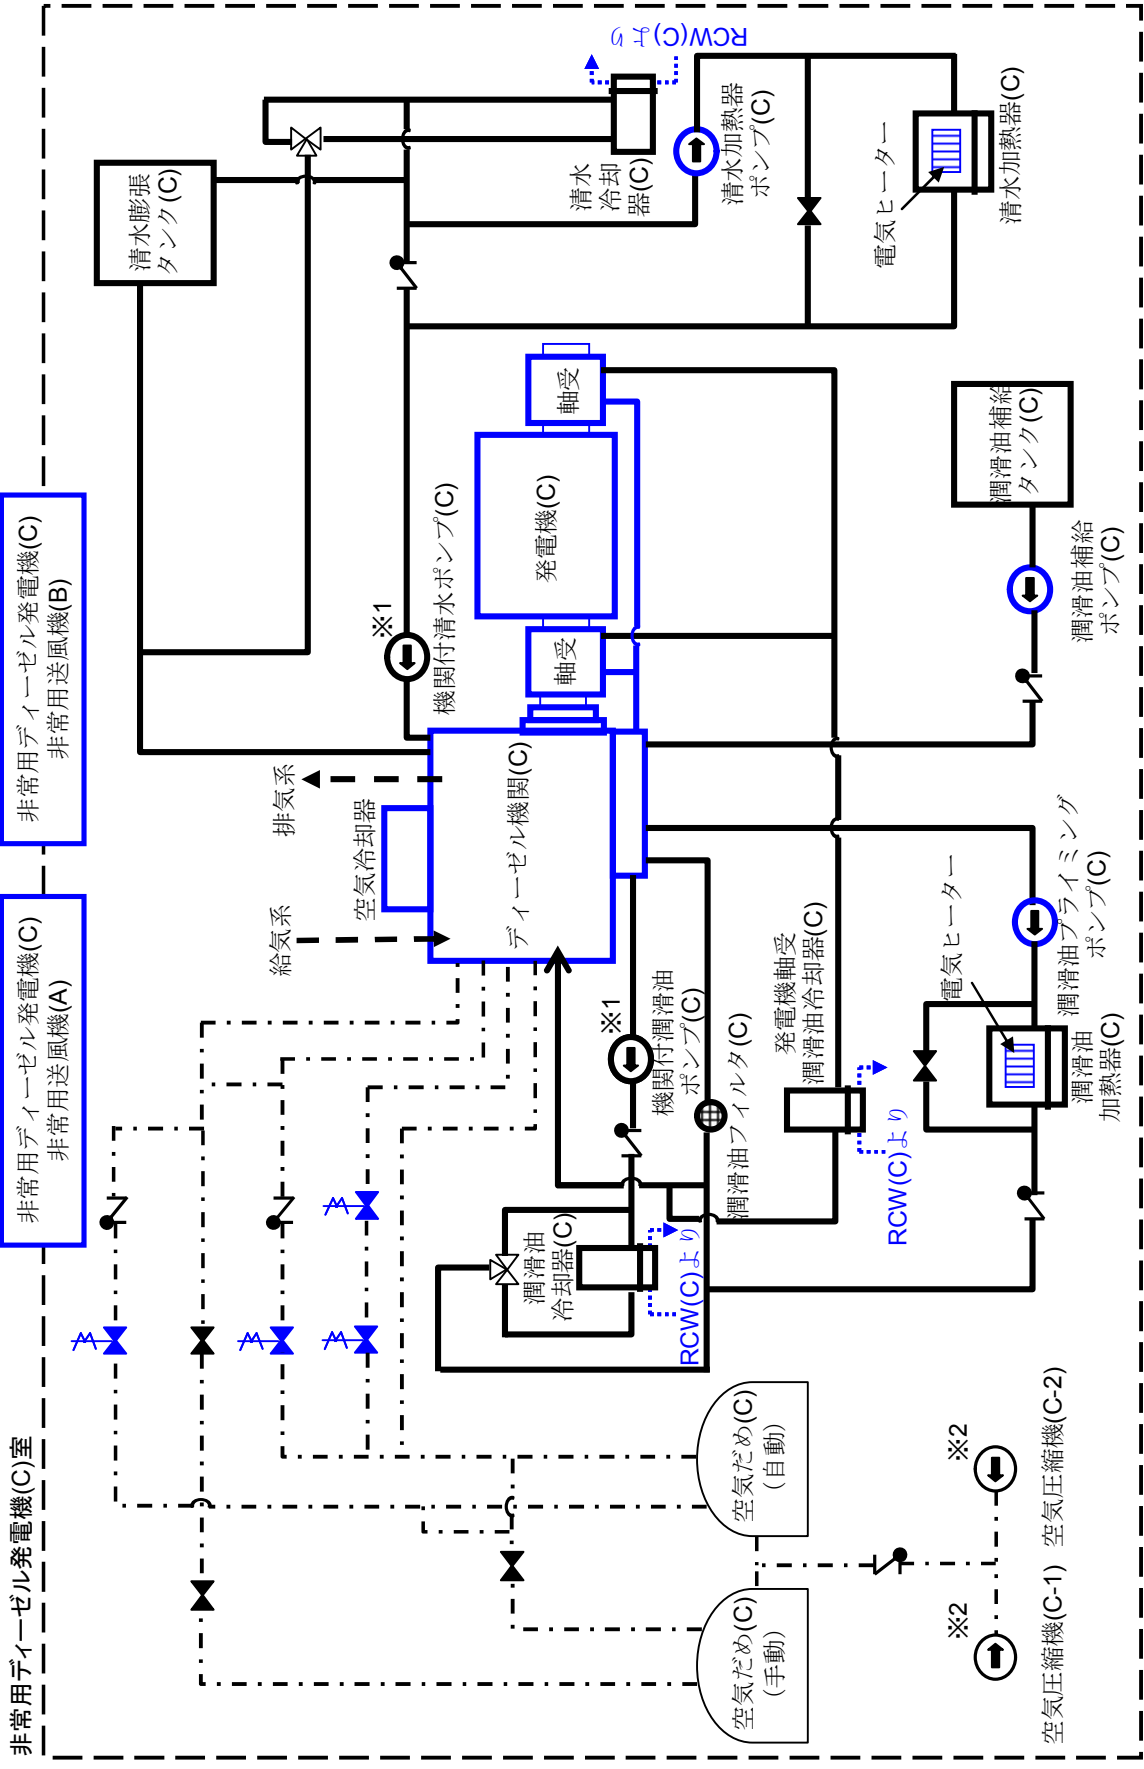 非常用ディーゼル発電機(C)室
非常用ディーゼル発電機(C)
非常用送風機(A)
非常用ディーゼル発電機(C)
非常用送風機(B)
清水膨張
タンク(C)
給気系
排気系
空気冷却器
※1
機関付清水ポンプ(C)
ディーゼル機関(C)
軸受
発電機(C)
軸受
清水
冷却
器(C)
RCW(C)より
清水加熱器
ポンプ(C)
電気ヒーター
清水加熱器(C)
潤滑油
冷却器(C)
RCW(C)より
※1
機関付潤滑油
ポンプ(C)
潤滑油フィルタ(C)
発電機軸受
潤滑油冷却器(C)
RCW(C)より
電気ヒーター
潤滑油
加熱器(C)
潤滑油プライミング
ポンプ(C)
潤滑油補給
ポンプ(C)
潤滑油補給
タンク(C)
空気だめ(C)
(手動)
空気だめ(C)
(自動)
※2
空気圧縮機(C-1)
※2
空気圧縮機(C-2)